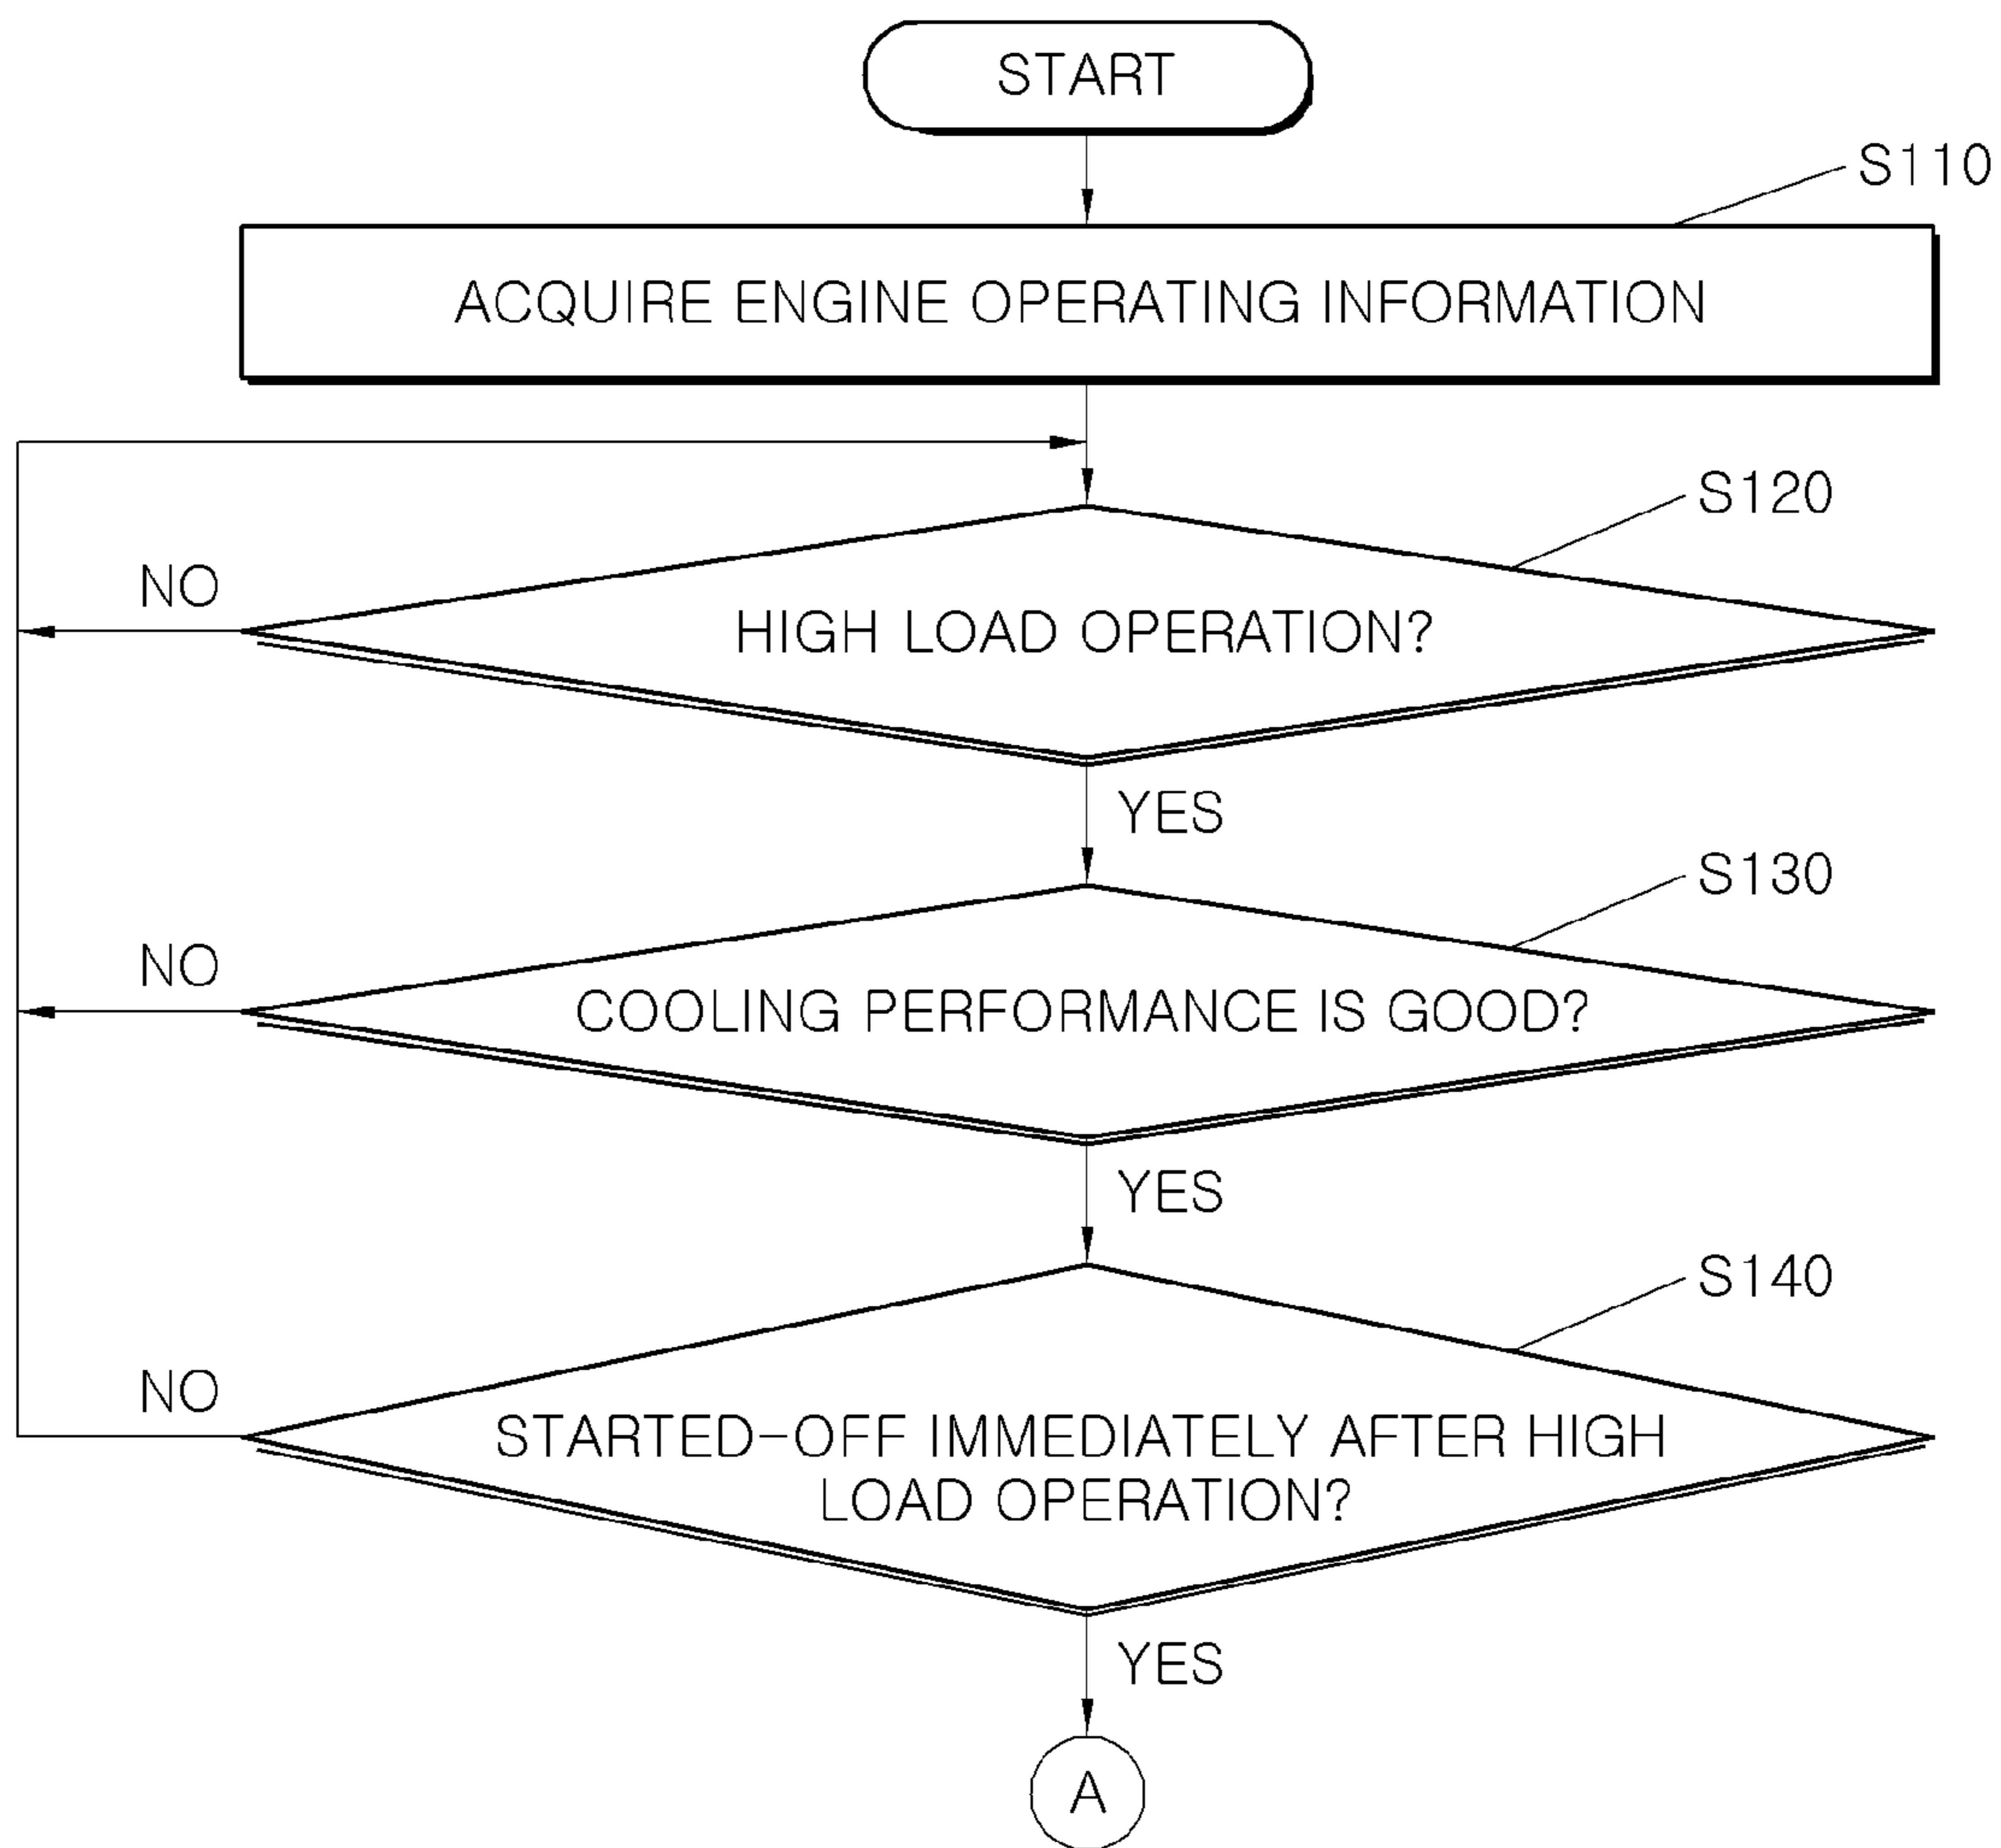 START
S110
ACQUIRE ENGINE OPERATING INFORMATION
S120
NO
HIGH LOAD OPERATION?
YES
S130
NO
COOLING PERFORMANCE IS GOOD?
YES
S140
NO
STARTED-OFF IMMEDIATELY AFTER HIGH
LOAD OPERATION?
YES
A